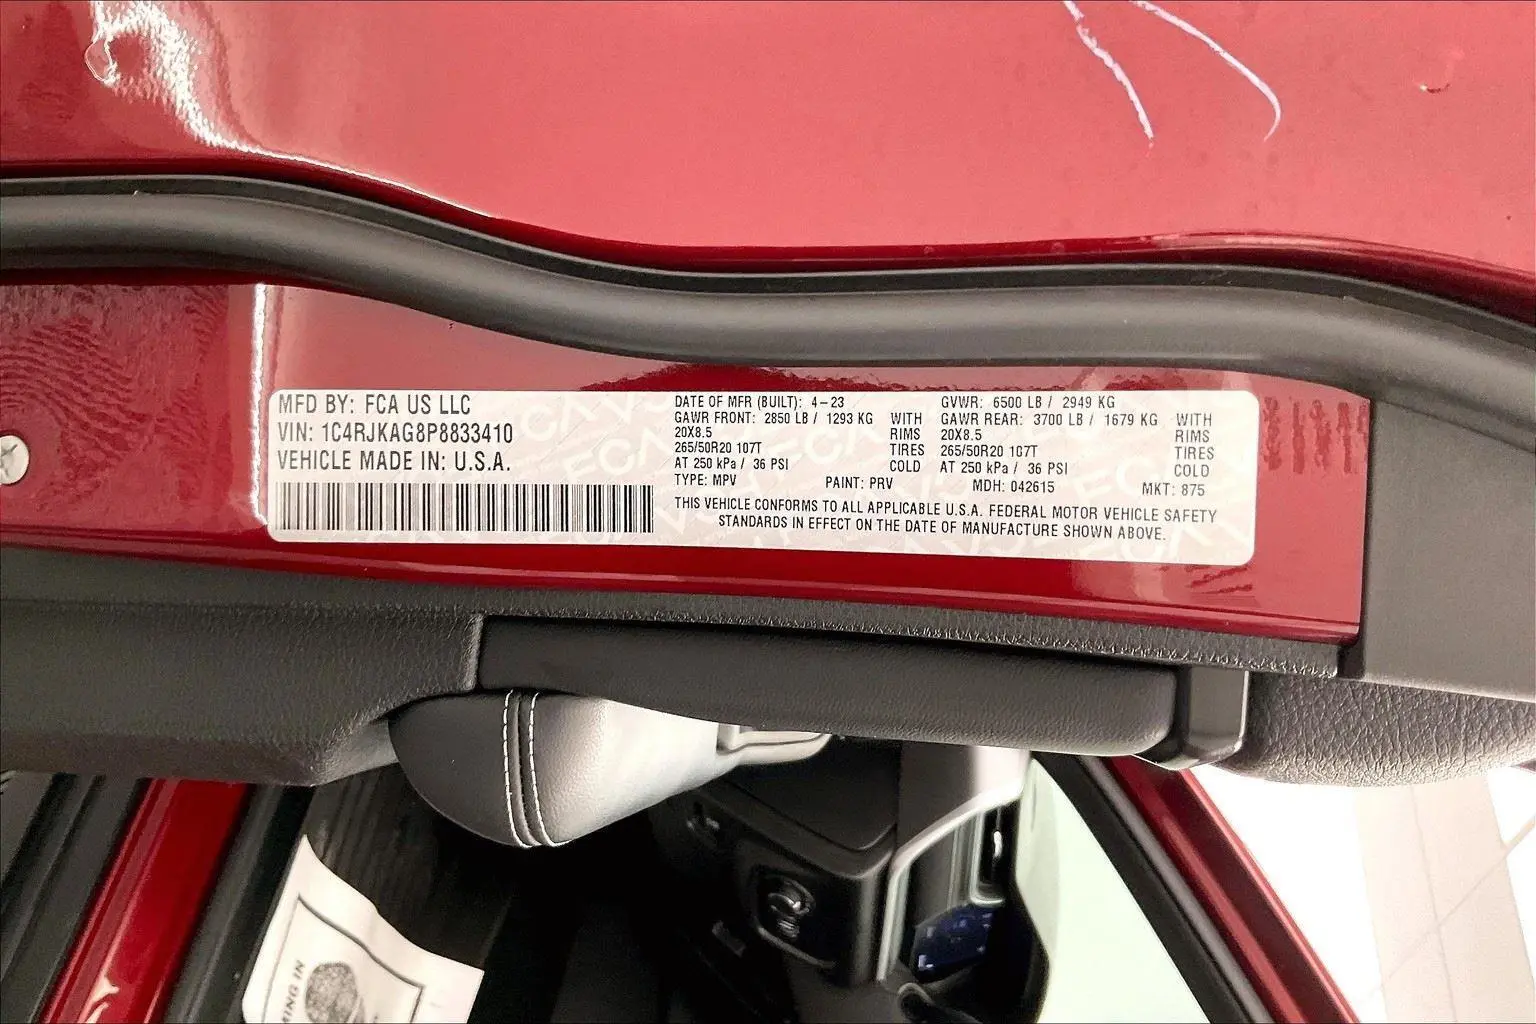 MFD BY: FCA US LLC
VIN: 1C4RJKAG8P8833410
VEHICLE MADE IN: U.S.A.
DATE OF MFR (BUILT): 4-23
GAWR FRONT: 2850 LB / 1293 KG WITH
20X8.5 RIMS
265/50R20 107T TIRES
AT 250 kPa / 36 PSI COLD
TYPE: MPV PAINT: PRV
GVWR: 6500 LB / 2949 KG
GAWR REAR: 3700 LB / 1679 KG WITH
20X8.5 RIMS
265/50R20 107T TIRES
AT 250 kPa / 36 PSI COLD
MDH: 042615 MKT: 875
THIS VEHICLE CONFORMS TO ALL APPLICABLE U.S.A. FEDERAL MOTOR VEHICLE SAFETY
STANDARDS IN EFFECT ON THE DATE OF MANUFACTURE SHOWN ABOVE.